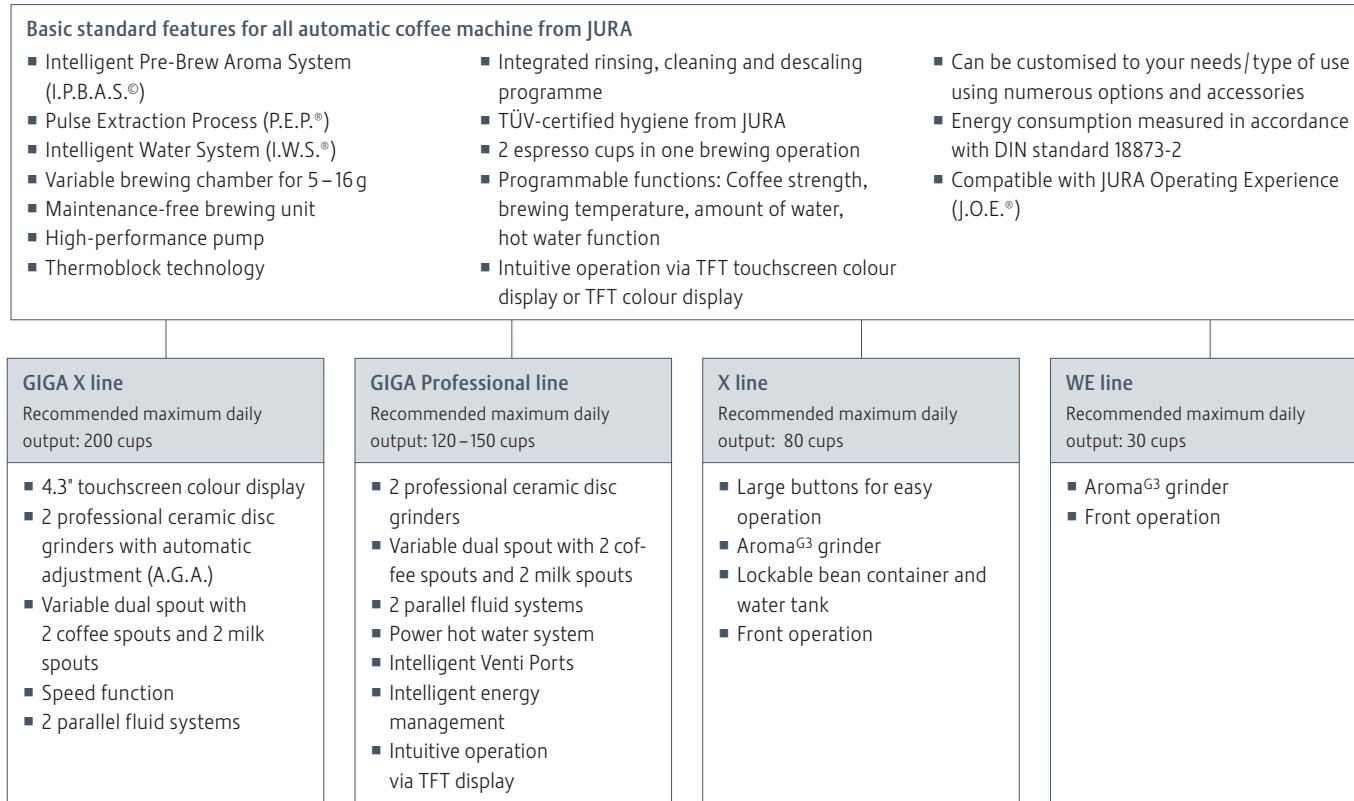 Basic standard features for all automatic coffee machine from JURA
■ Intelligent Pre-Brew Aroma System
(I.P.B.A.S.©)
■ Pulse Extraction Process (P.E.P.®)
■ Intelligent Water System (I.W.S.®)
■ Variable brewing chamber for 5 – 16 g
■ Maintenance-free brewing unit
■ High-performance pump
■ Thermoblock technology
■ Integrated rinsing, cleaning and descaling
programme
■ TÜV-certified hygiene from JURA
■ 2 espresso cups in one brewing operation
■ Programmable functions: Coffee strength,
brewing temperature, amount of water,
hot water function
■ Intuitive operation via TFT touchscreen colour
display or TFT colour display
■ Can be customised to your needs / type of use
using numerous options and accessories
■ Energy consumption measured in accordance
with DIN standard 18873-2
■ Compatible with JURA Operating Experience
(J.O.E.®)
GIGA X line
Recommended maximum daily
output: 200 cups
■ 4.3" touchscreen colour display
■ 2 professional ceramic disc
grinders with automatic
adjustment (A.G.A.)
■ Variable dual spout with
2 coffee spouts and 2 milk
spouts
■ Speed function
■ 2 parallel fluid systems
GIGA Professional line
Recommended maximum daily
output: 120 – 150 cups
■ 2 professional ceramic disc
grinders
■ Variable dual spout with 2 cof-
fee spouts and 2 milk spouts
■ 2 parallel fluid systems
■ Power hot water system
■ Intelligent Venti Ports
■ Intelligent energy
management
■ Intuitive operation
via TFT display
X line
Recommended maximum daily
output: 80 cups
■ Large buttons for easy
operation
■ Aroma G3 grinder
■ Lockable bean container and
water tank
■ Front operation
WE line
Recommended maximum daily
output: 30 cups
■ Aroma G3 grinder
■ Front operation